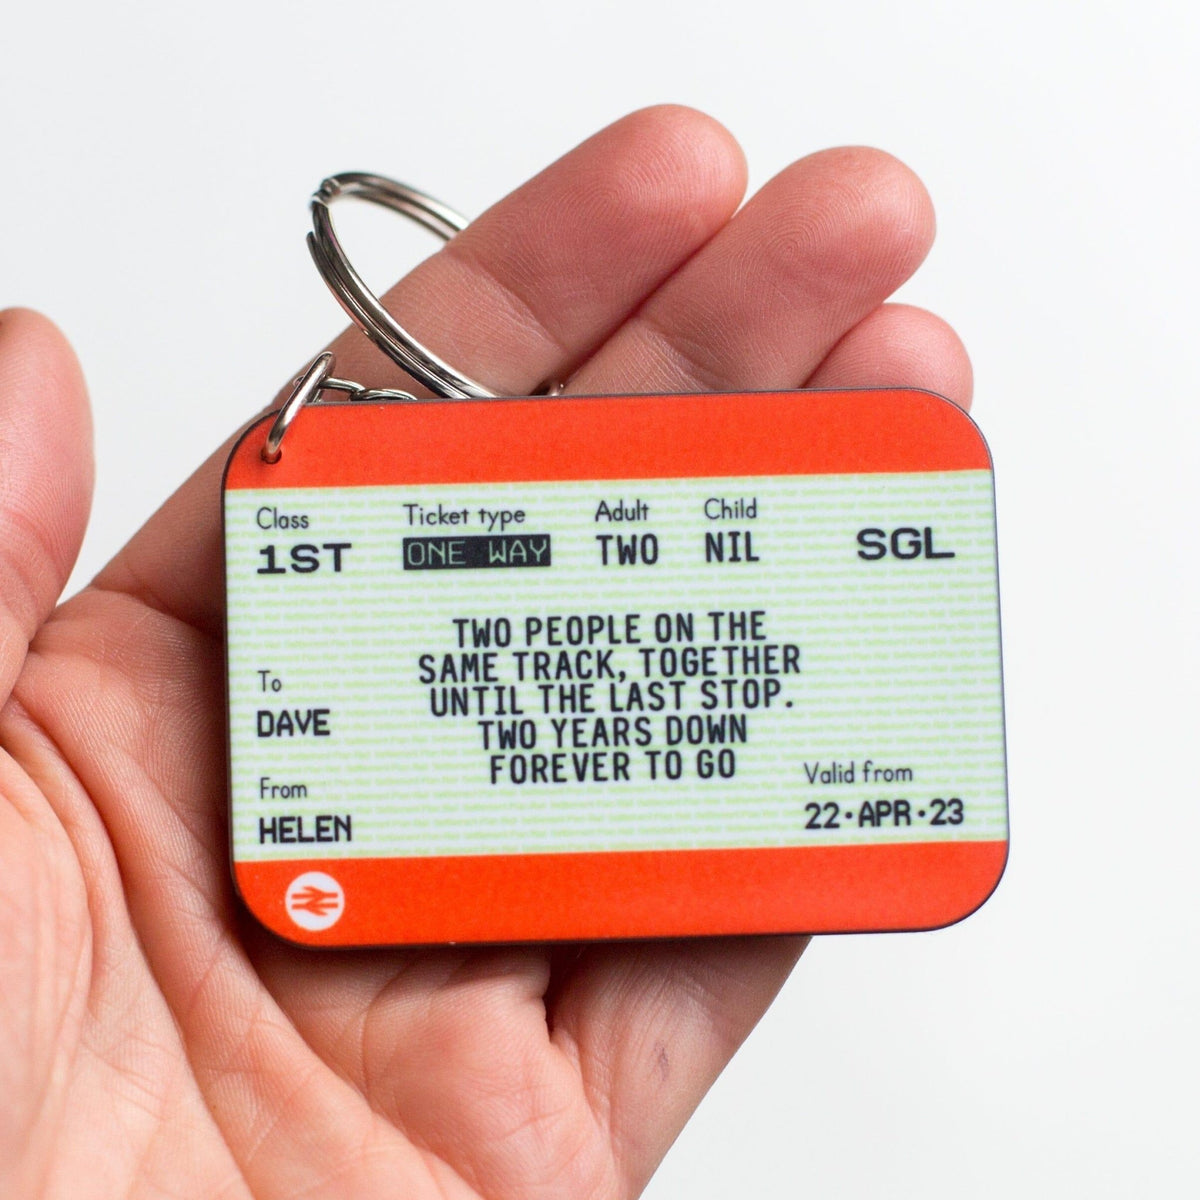 Class Ticket type Adult Child
1ST ONE WAY TWO NIL SGL
TWO PEOPLE ON THE
SAME TRACK, TOGETHER
UNTIL THE LAST STOP.
TWO YEARS DOWN
FOREVER TO GO
To
DAVE
From
HELEN
Valid from
22·APR·23